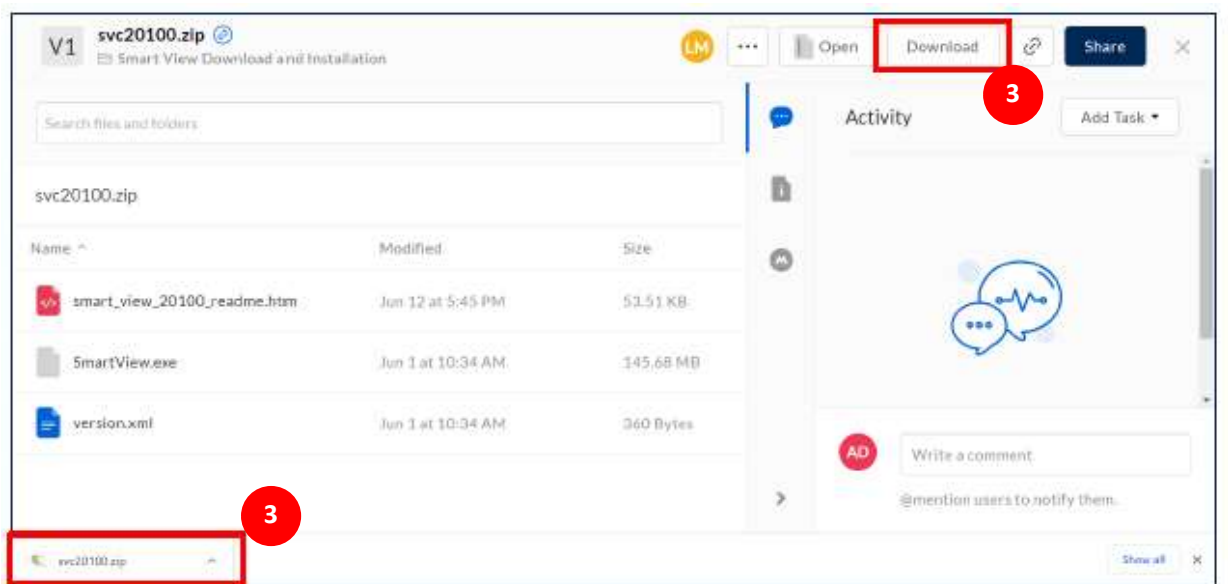 V1
svc20100.zip
Smart View Download and Installation
LM
...
Open
Download
Share
3
Search files and folders
Activity
Add Task
svc20100.zip
Name
Modified
Size
smart_view_20100_readme.htm
Jun 12 at 5:45 PM
53.51 KB
SmartView.exe
Jun 1 at 10:34 AM
145.68 MB
version.xml
Jun 1 at 10:34 AM
360 Bytes
AD
Write a comment
@mention users to notify them.
3
svc20100.zip
Show all